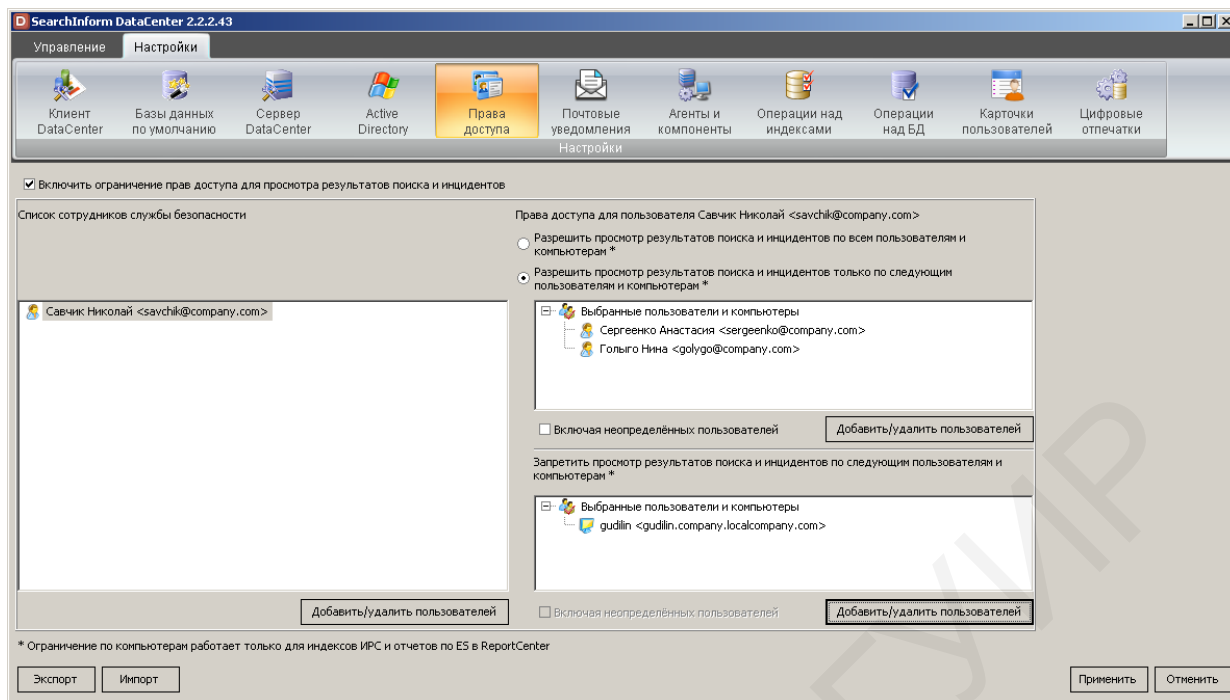 SearchInform DataCenter 2.2.2.43
Управление
Настройки
Клиент
DataCenter
Базы данных
по умолчанию
Сервер
DataCenter
Active
Directory
Права
доступа
Почтовые
уведомления
Агенты и
компоненты
Операции над
индексами
Операции
над БД
Карточки
пользователей
Цифровые
отпечатки
Настройки
Включить ограничение прав доступа для просмотра результатов поиска и инцидентов
Список сотрудников службы безопасности
Савчик Николай <savchik@company.com>
Добавить/удалить пользователей
Права доступа для пользователя Савчик Николай <savchik@company.com>
Разрешить просмотр результатов поиска и инцидентов по всем пользователям и
компьютерам *
Разрешить просмотр результатов поиска и инцидентов только по следующим
пользователям и компьютерам *
Выбранные пользователи и компьютеры
Сергеенко Анастасия <sergeenko@company.com>
Голыго Нина <golygo@company.com>
Включая неопределённых пользователей
Добавить/удалить пользователей
Запретить просмотр результатов поиска и инцидентов по следующим пользователям и
компьютерам *
Выбранные пользователи и компьютеры
gudilin <gudilin.company.localcompany.com>
Включая неопределённых пользователей
Добавить/удалить пользователей
* Ограничение по компьютерам работает только для индексов ИРС и отчетов по ES в ReportCenter
Экспорт
Импорт
Применить
Отменить
ГУИР